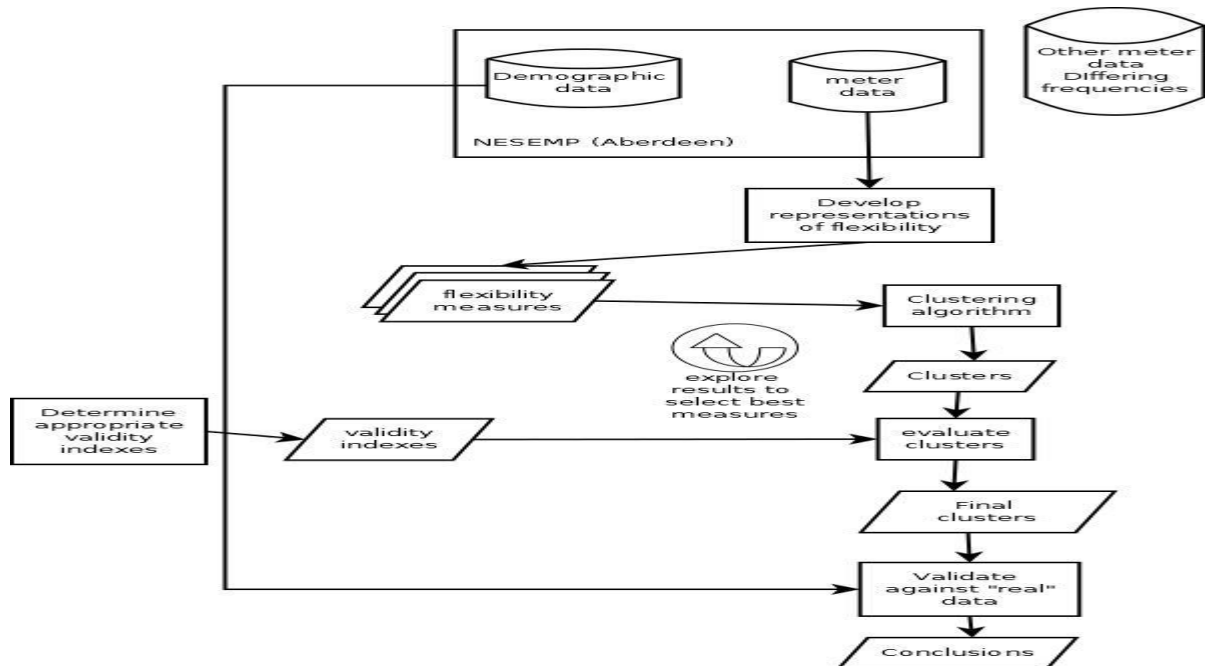 Demographic
data
meter
data
NESEMP (Aberdeen)
Other meter
data
DIffering
frequencies
Develop
representations
of flexibility
flexibility
measures
Clustering
algorithm
explore
results to
select best
measures
Clusters
Determine
appropriate
validity
indexes
validity
indexes
evaluate
clusters
Final
clusters
Validate
against "real"
data
Conclusions